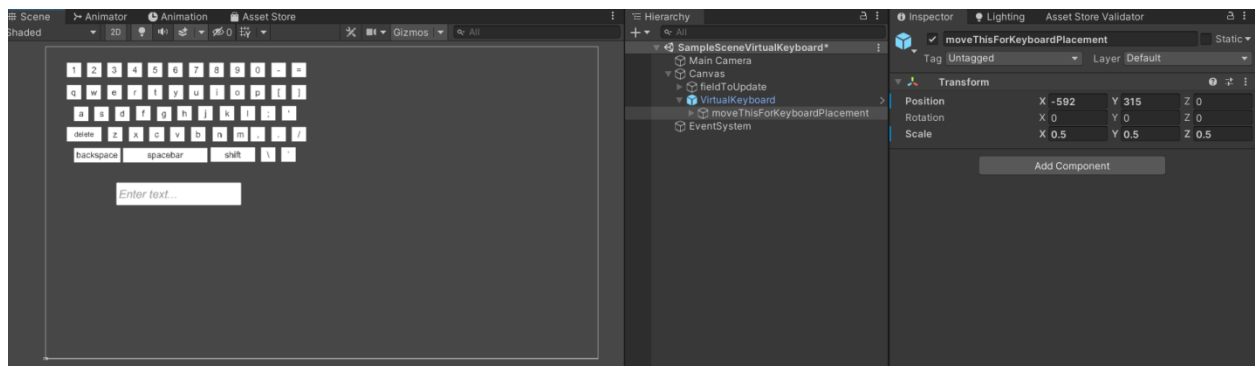 Scene Animator Animation Asset Store
Shaded 2D 0 Gizmos All
1 2 3 4 5 6 7 8 9 0 - =
q w e r t y u i o p [ ]
a s d f g h j k l ; '
delete z x c v b n m , . /
backspace spacebar shift \ `
Enter text...
Hierarchy
All
SampleSceneVirtualKeyboard*
Main Camera
Canvas
fieldToUpdate
VirtualKeyboard
moveThisForKeyboardPlacement
EventSystem
Inspector Lighting Asset Store Validator
moveThisForKeyboardPlacement Static
Tag Untagged Layer Default
Transform
Position X -592 Y 315 Z 0
Rotation X 0 Y 0 Z 0
Scale X 0.5 Y 0.5 Z 0.5
Add Component